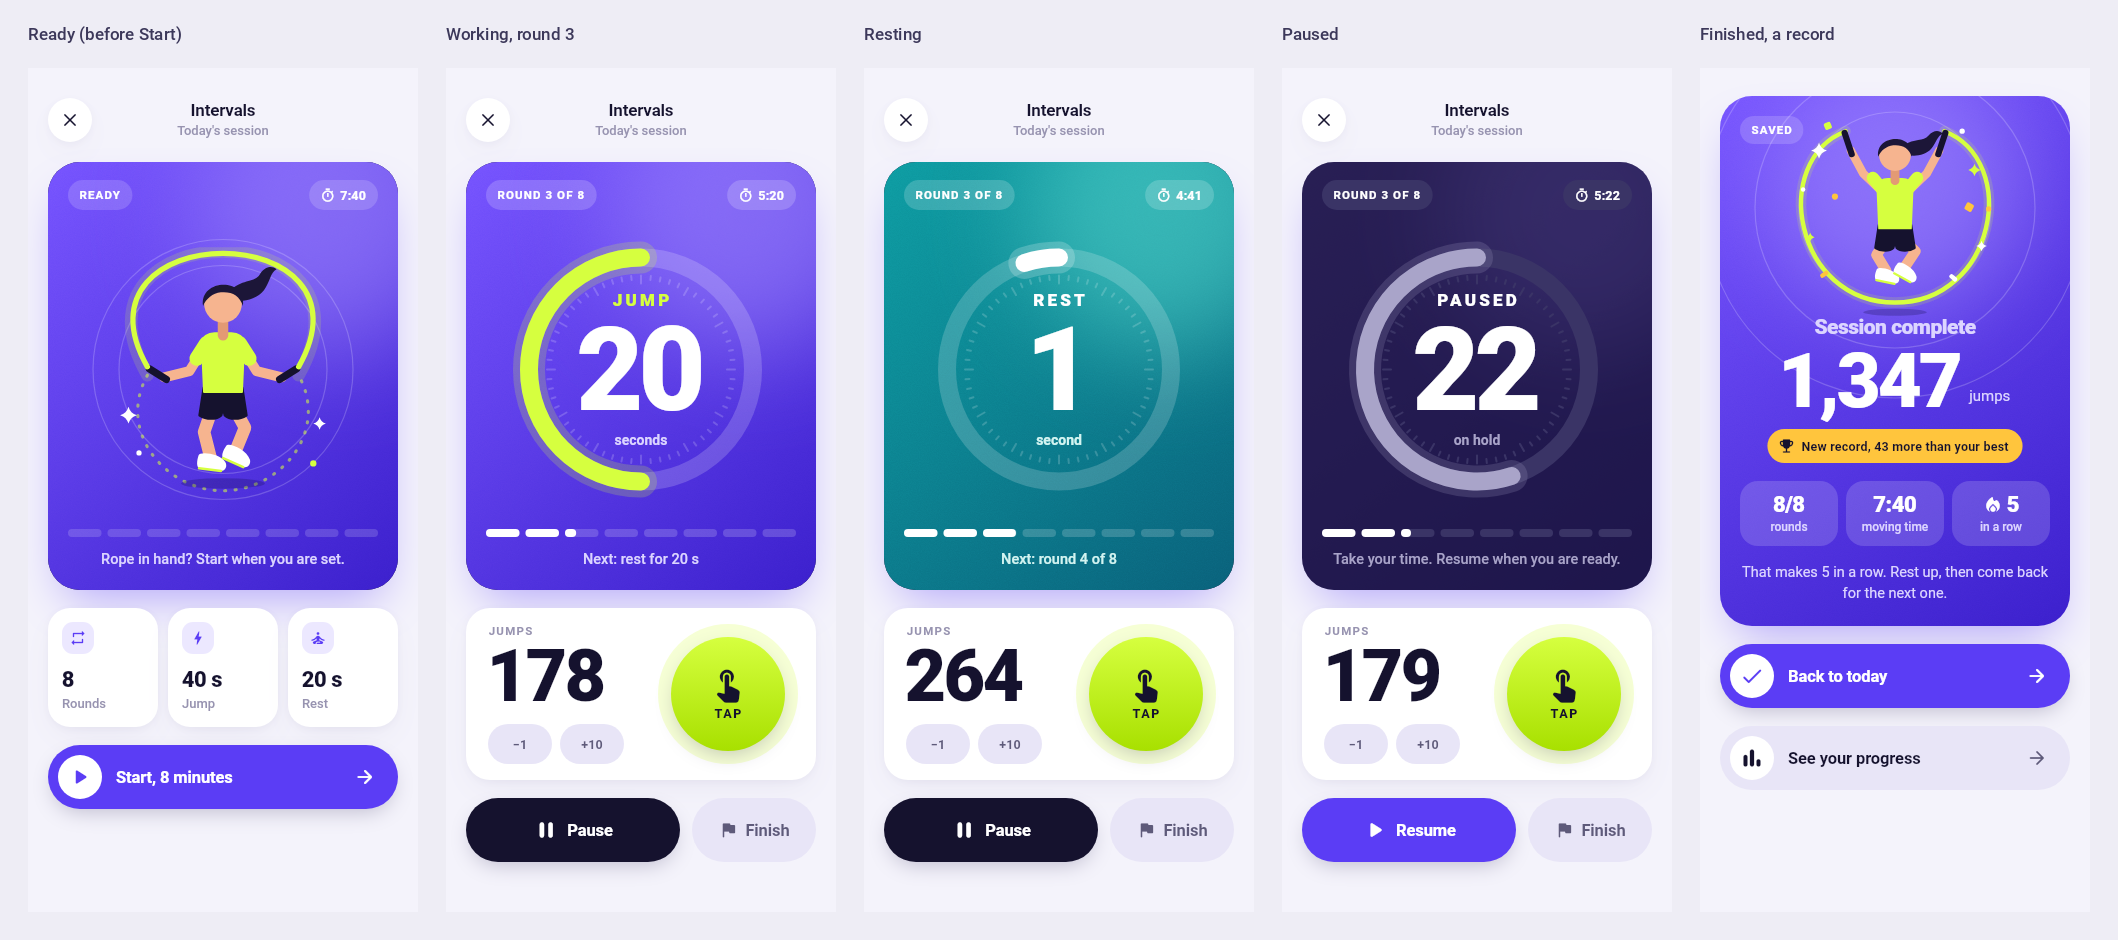 Ready (before Start)
Intervals
Today's session
READY
7:40
Rope in hand? Start when you are set.
8
Rounds
40 s
Jump
20 s
Rest
Start, 8 minutes
Working, round 3
Intervals
Today's session
ROUND 3 OF 8
5:20
JUMP
20
seconds
Next: rest for 20 s
JUMPS
178
−1
+10
TAP
Pause
Finish
Resting
Intervals
Today's session
ROUND 3 OF 8
4:41
REST
1
second
Next: round 4 of 8
JUMPS
264
−1
+10
TAP
Pause
Finish
Paused
Intervals
Today's session
ROUND 3 OF 8
5:22
PAUSED
22
on hold
Take your time. Resume when you are ready.
JUMPS
179
−1
+10
TAP
Resume
Finish
Finished, a record
SAVED
Session complete
1,347 jumps
New record, 43 more than your best
8/8
rounds
7:40
moving time
5
in a row
That makes 5 in a row. Rest up, then come back
for the next one.
Back to today
See your progress